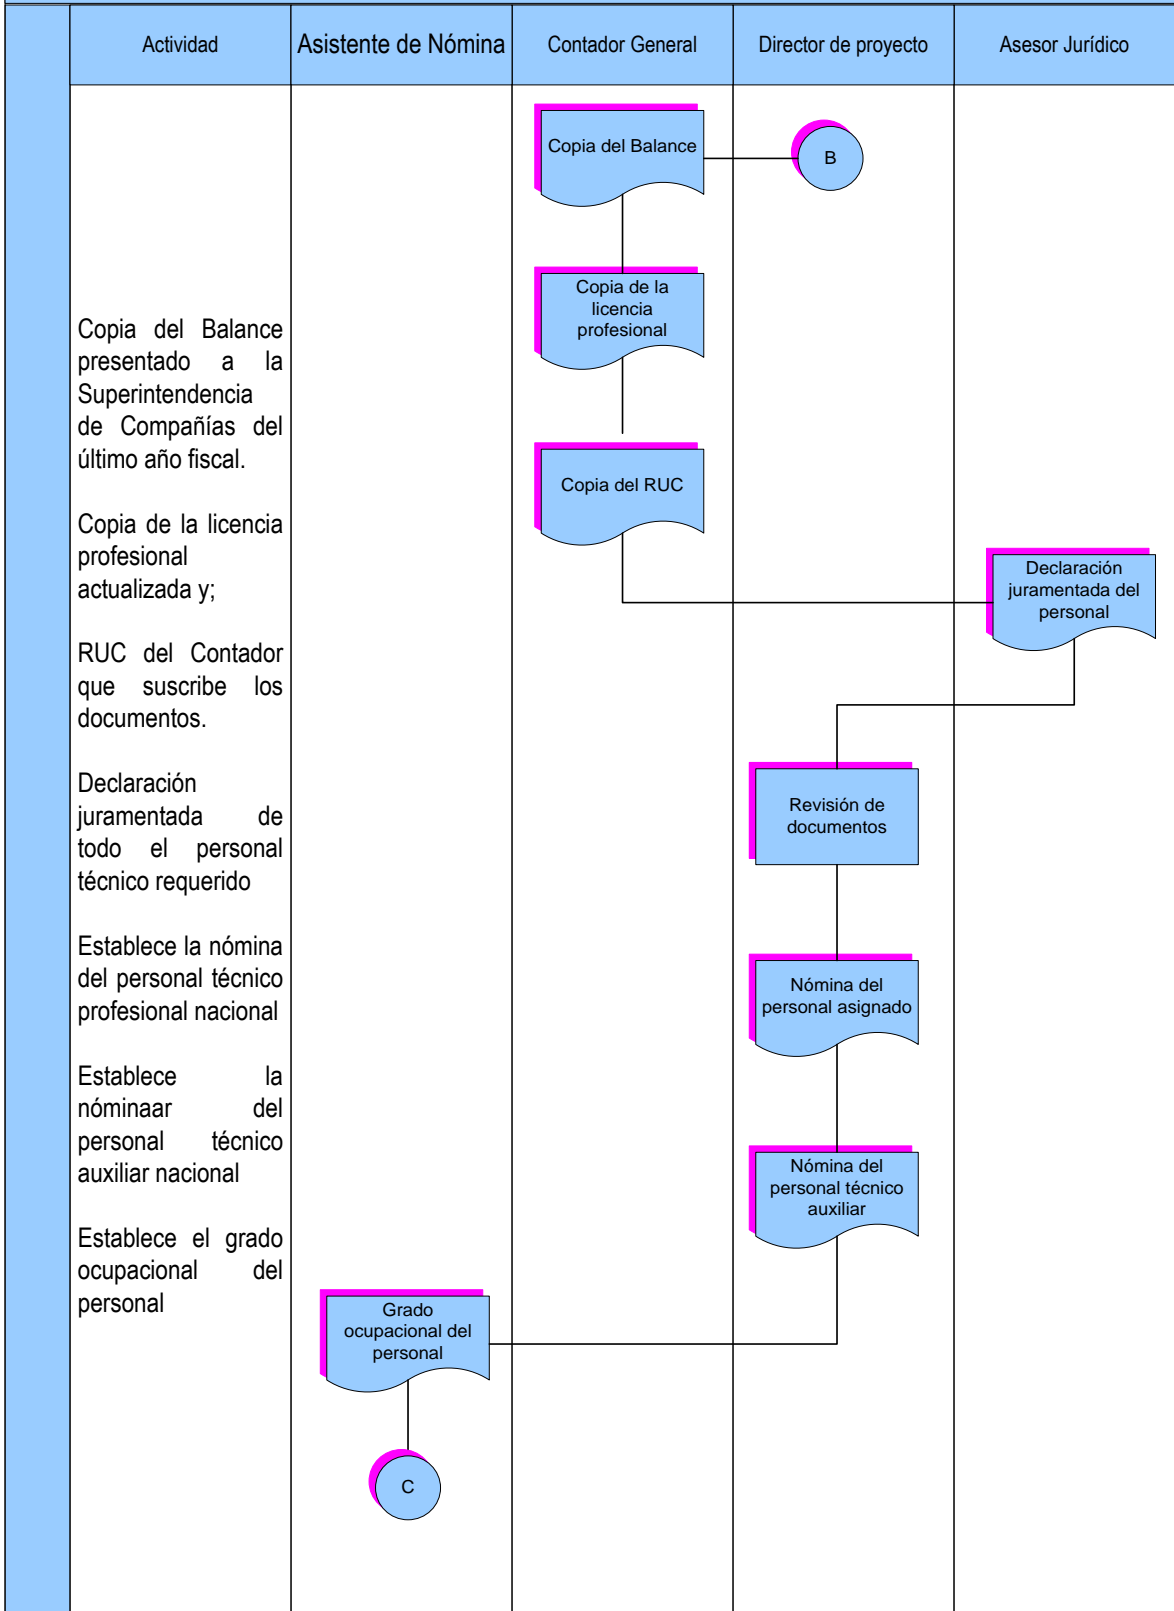 Actividad
Asistente de Nómina
Contador General
Director de proyecto
Asesor Jurídico
Copia del Balance
presentado a la
Superintendencia
de Compañías del
último año fiscal.
Copia de la licencia
profesional
actualizada y;
RUC del Contador
que suscribe los
documentos.
Declaración
juramentada de
todo el personal
técnico requerido
Establece la nómina
del personal técnico
profesional nacional
Establece la
nóminaar del
personal técnico
auxiliar nacional
Establece el grado
ocupacional del
personal
Copia del Balance
B
Copia de la
licencia
profesional
Copia del RUC
Declaración
juramentada del
personal
Revisión de
documentos
Nómina del
personal asignado
Nómina del
personal técnico
auxiliar
Grado
ocupacional del
personal
C